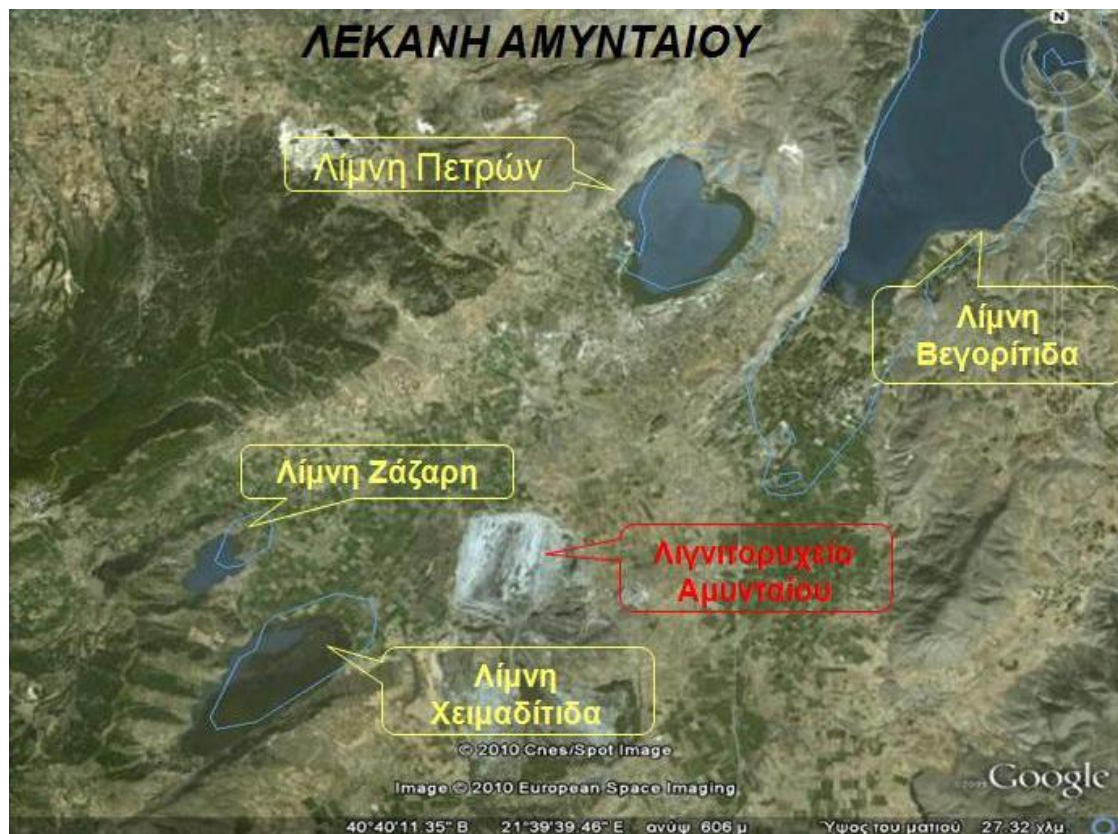 N
ΛΕΚΑΝΗ ΑΜΥΝΤΑΙΟΥ
Λίμνη Πετρών
Λίμνη
Βεγορίτιδα
Λίμνη Ζάζαρη
Λιγνιτορυχείο
Αμυνταίου
Λίμνη
Χειμαδίτιδα
© 2010 Cnes/Spot Image
Image © 2010 European Space Imaging
Google
40°40'11.35" Β 21°39'39.46" Ε ανύψ 606 μ Ύψος του ματιού 27.32 χλμ